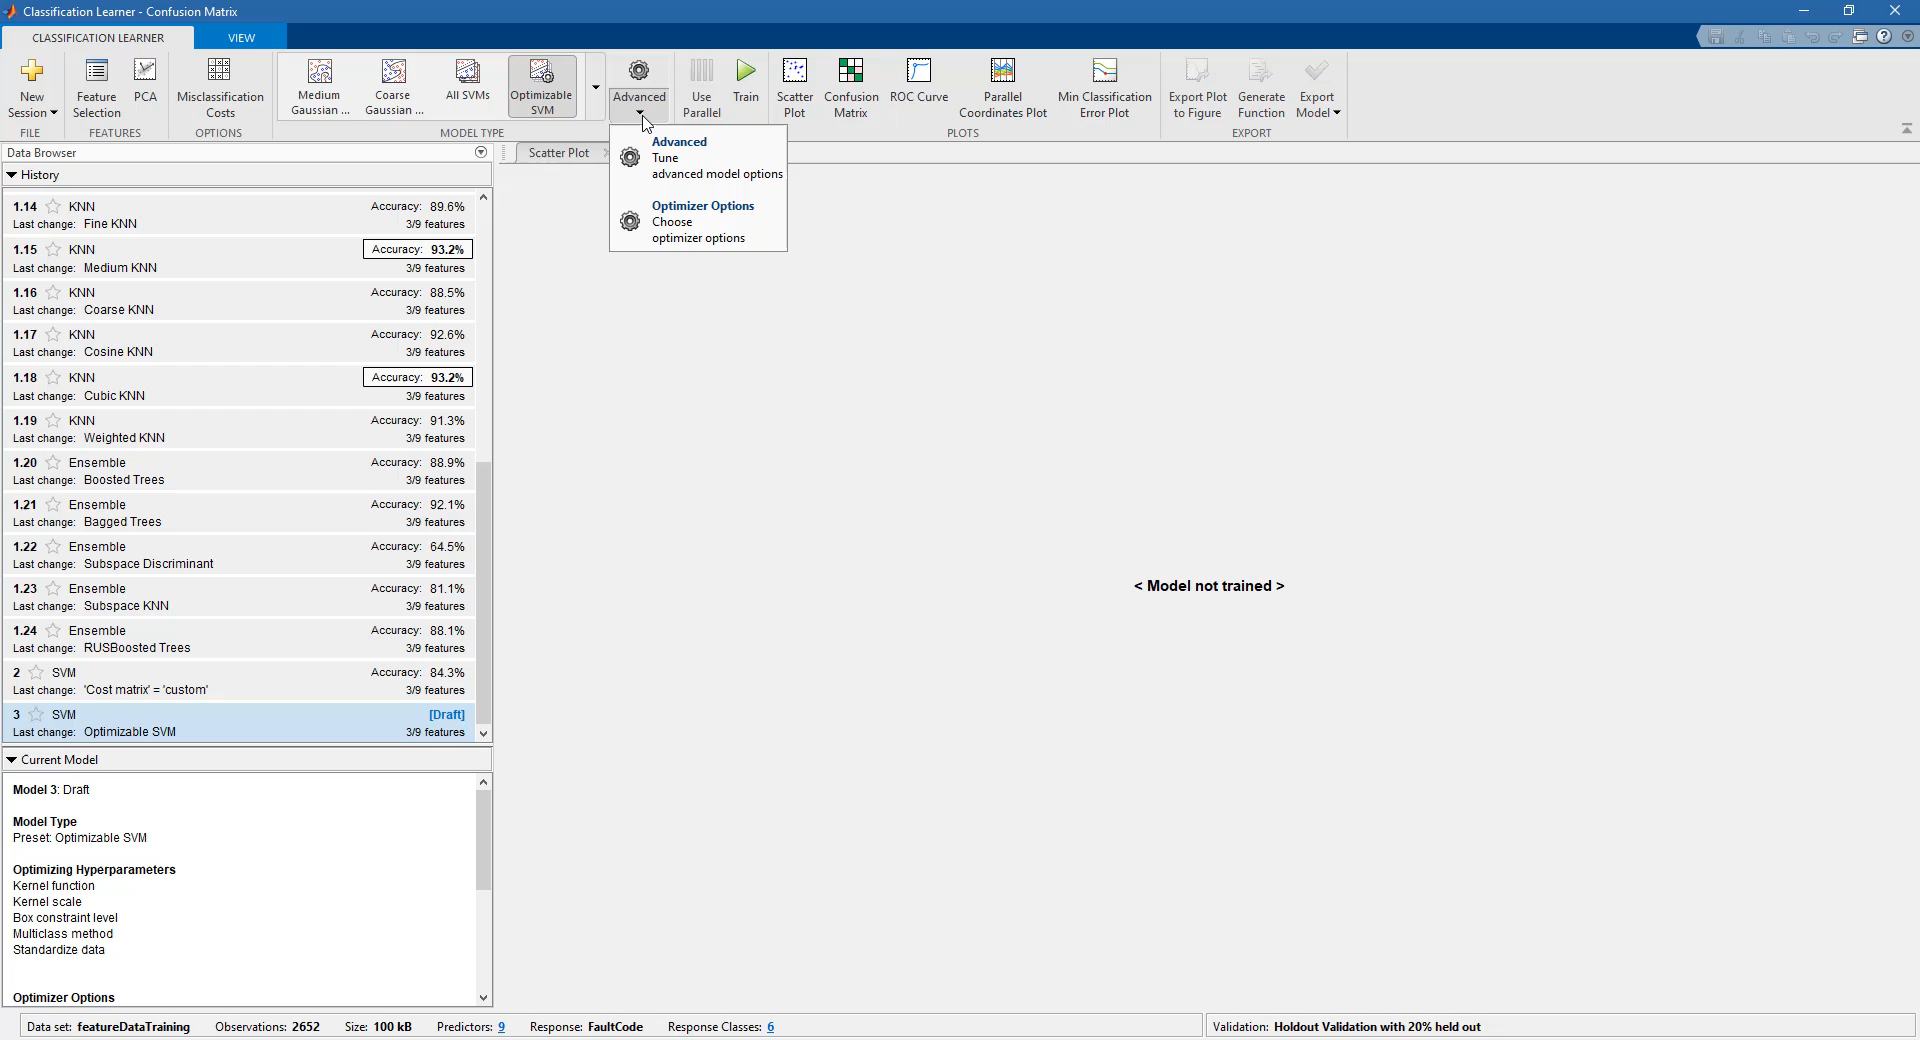 Classification Learner - Confusion Matrix
CLASSIFICATION LEARNER
VIEW
New Session
Feature Selection
PCA
Misclassification Costs
Medium Gaussian ...
Coarse Gaussian ...
All SVMs
Optimizable SVM
Advanced
Use Parallel
Train
Scatter Plot
Confusion Matrix
ROC Curve
Parallel Coordinates Plot
Min Classification Error Plot
Export Plot to Figure
Generate Function
Export Model
FILE
FEATURES
OPTIONS
MODEL TYPE
PLOTS
EXPORT
Data Browser
Scatter Plot
Advanced
Tune
advanced model options
Optimizer Options
Choose
optimizer options
History
1.14 KNN Accuracy: 89.6%
Last change: Fine KNN 3/9 features
1.15 KNN Accuracy: 93.2%
Last change: Medium KNN 3/9 features
1.16 KNN Accuracy: 88.5%
Last change: Coarse KNN 3/9 features
1.17 KNN Accuracy: 92.6%
Last change: Cosine KNN 3/9 features
1.18 KNN Accuracy: 93.2%
Last change: Cubic KNN 3/9 features
1.19 KNN Accuracy: 91.3%
Last change: Weighted KNN 3/9 features
1.20 Ensemble Accuracy: 88.9%
Last change: Boosted Trees 3/9 features
1.21 Ensemble Accuracy: 92.1%
Last change: Bagged Trees 3/9 features
1.22 Ensemble Accuracy: 64.5%
Last change: Subspace Discriminant 3/9 features
1.23 Ensemble Accuracy: 81.1%
Last change: Subspace KNN 3/9 features
1.24 Ensemble Accuracy: 88.1%
Last change: RUSBoosted Trees 3/9 features
2 SVM Accuracy: 84.3%
Last change: 'Cost matrix' = 'custom' 3/9 features
3 SVM [Draft]
Last change: Optimizable SVM 3/9 features
< Model not trained >
Current Model
Model 3: Draft
Model Type
Preset: Optimizable SVM
Optimizing Hyperparameters
Kernel function
Kernel scale
Box constraint level
Multiclass method
Standardize data
Optimizer Options
Data set: featureDataTraining Observations: 2652 Size: 100 kB Predictors: 9 Response: FaultCode Response Classes: 6 Validation: Holdout Validation with 20% held out